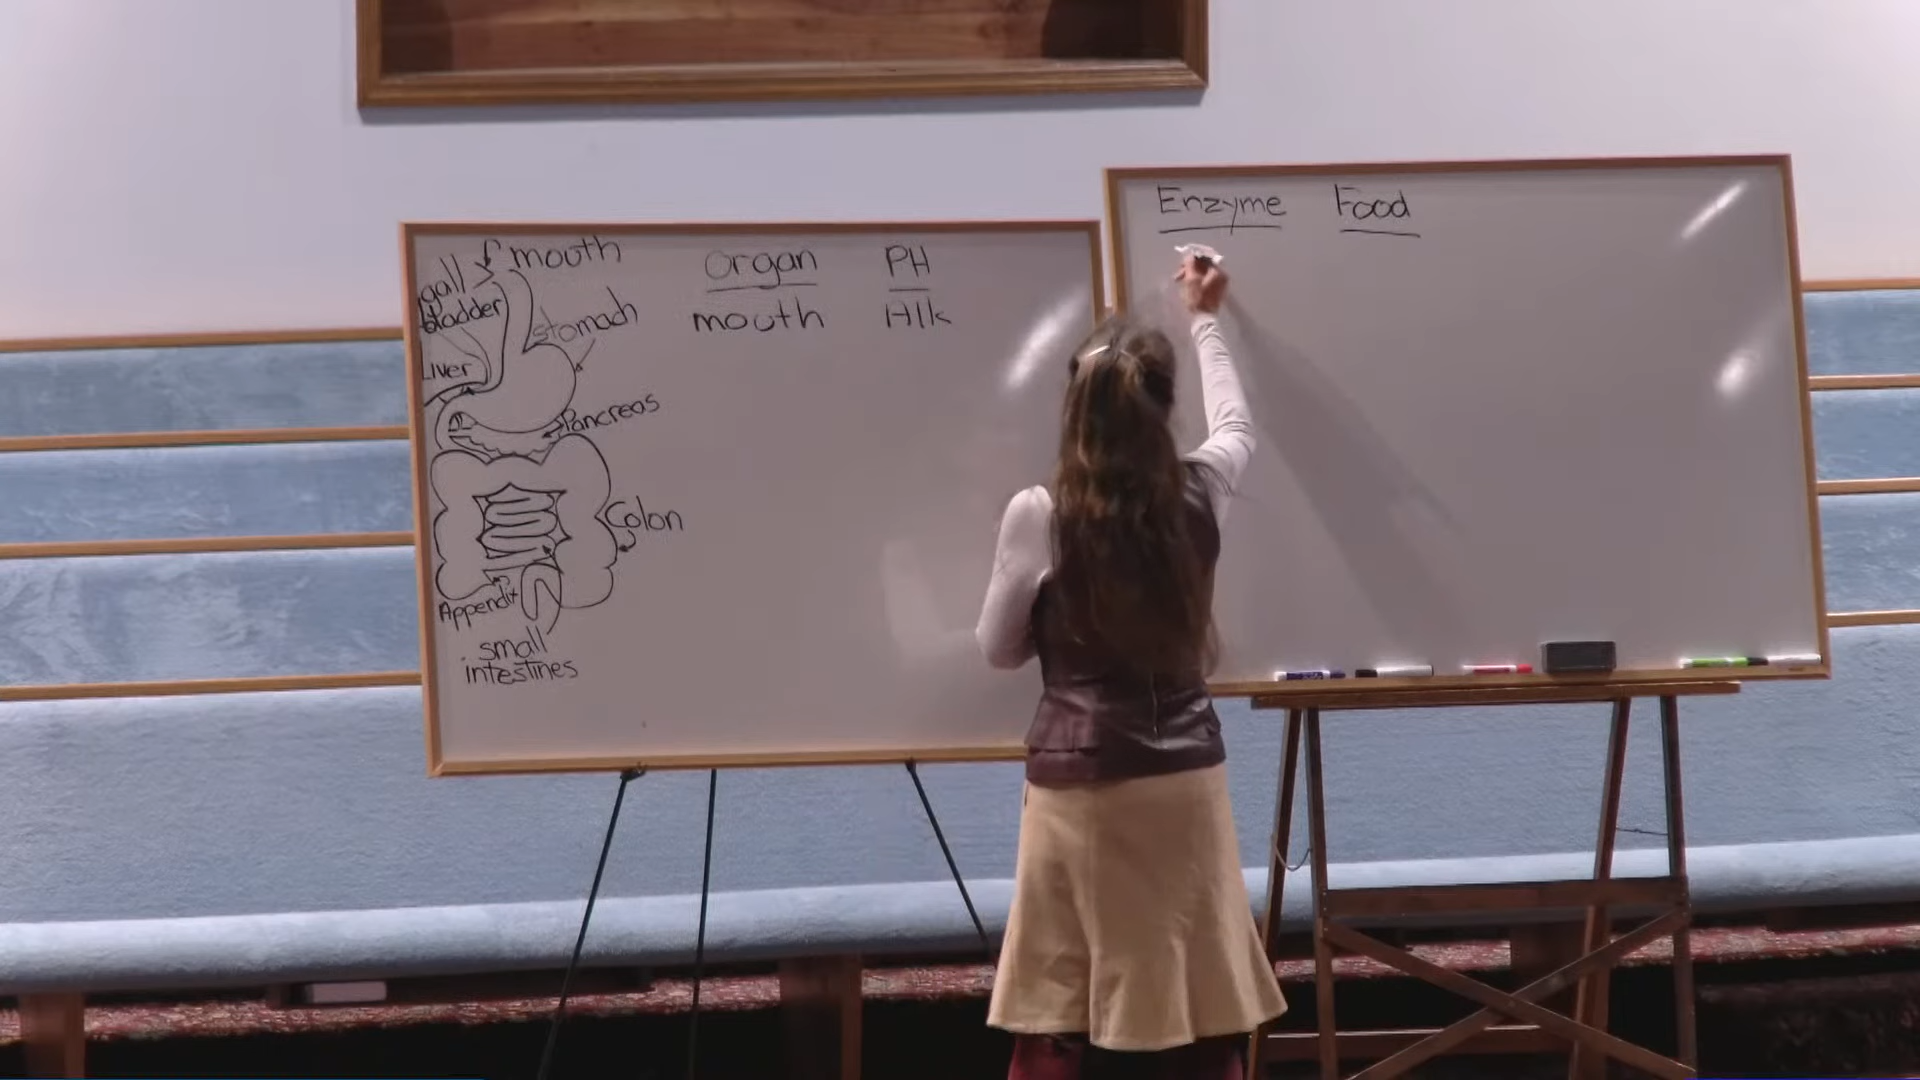 mouth
gall
bladder
stomach
Liver
Pancreas
Colon
Appendix
small
intestines
Organ PH
mouth Alk
Enzyme Food